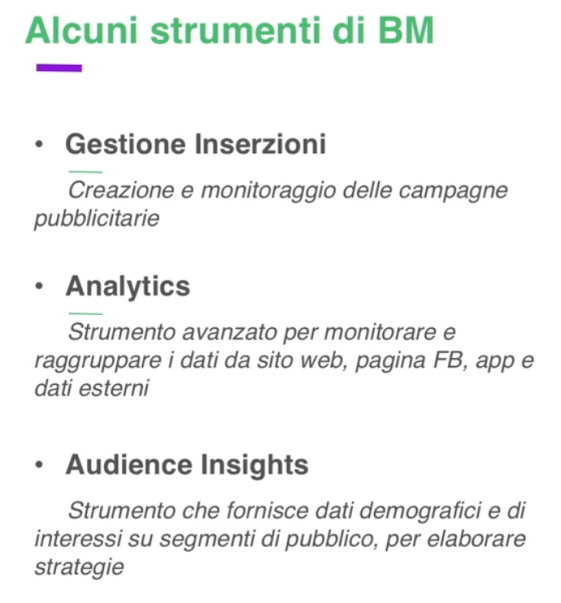 Alcuni strumenti di BM
• Gestione Inserzioni
Creazione e monitoraggio delle campagne
pubblicitarie
• Analytics
Strumento avanzato per monitorare e
raggruppare i dati da sito web, pagina FB, app e
dati esterni
• Audience Insights
Strumento che fornisce dati demografici e di
interessi su segmenti di pubblico, per elaborare
strategie